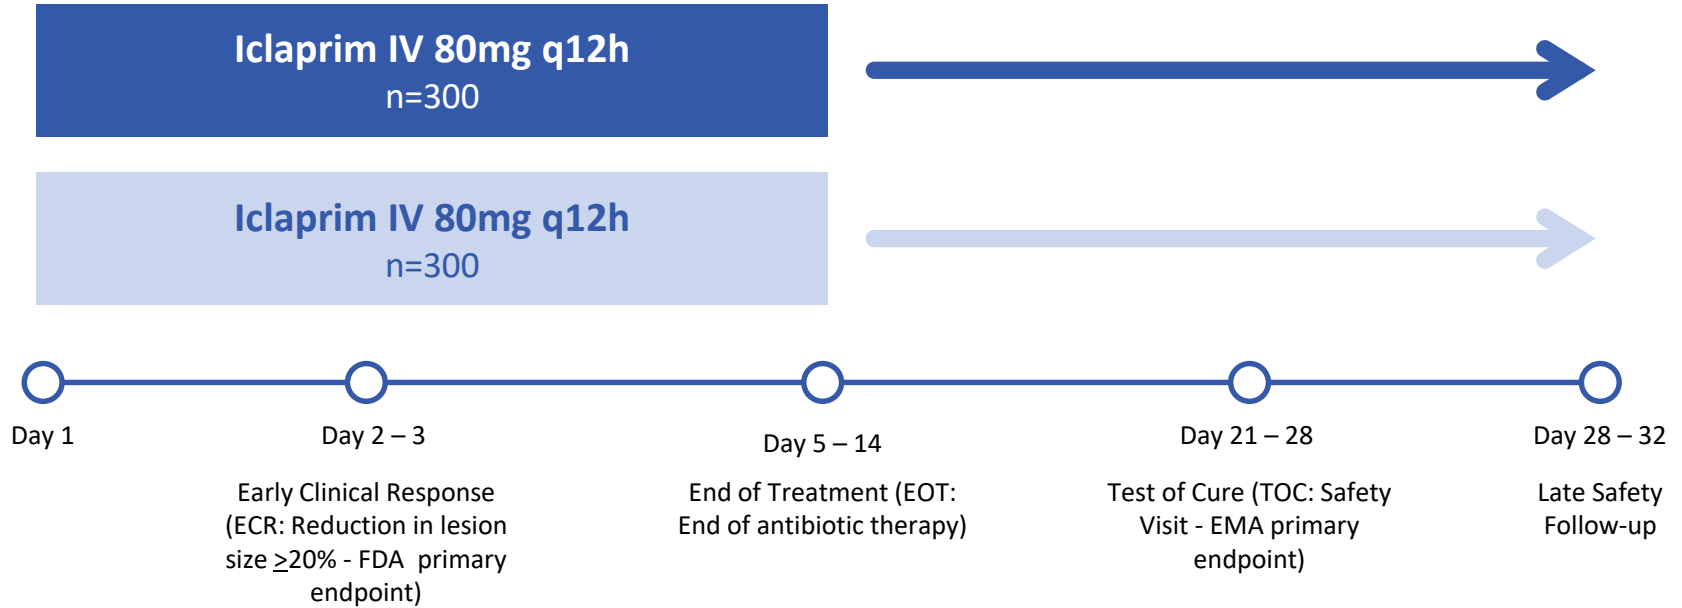 Iclaprim IV 80mg q12h
n=300
Iclaprim IV 80mg q12h
n=300
Day 1
Day 2 – 3
Day 5 – 14
Day 21 – 28
Day 28 – 32
Early Clinical Response
(ECR: Reduction in lesion
size ≥20% - FDA primary
endpoint)
End of Treatment (EOT:
End of antibiotic therapy)
Test of Cure (TOC: Safety
Visit - EMA primary
endpoint)
Late Safety
Follow-up